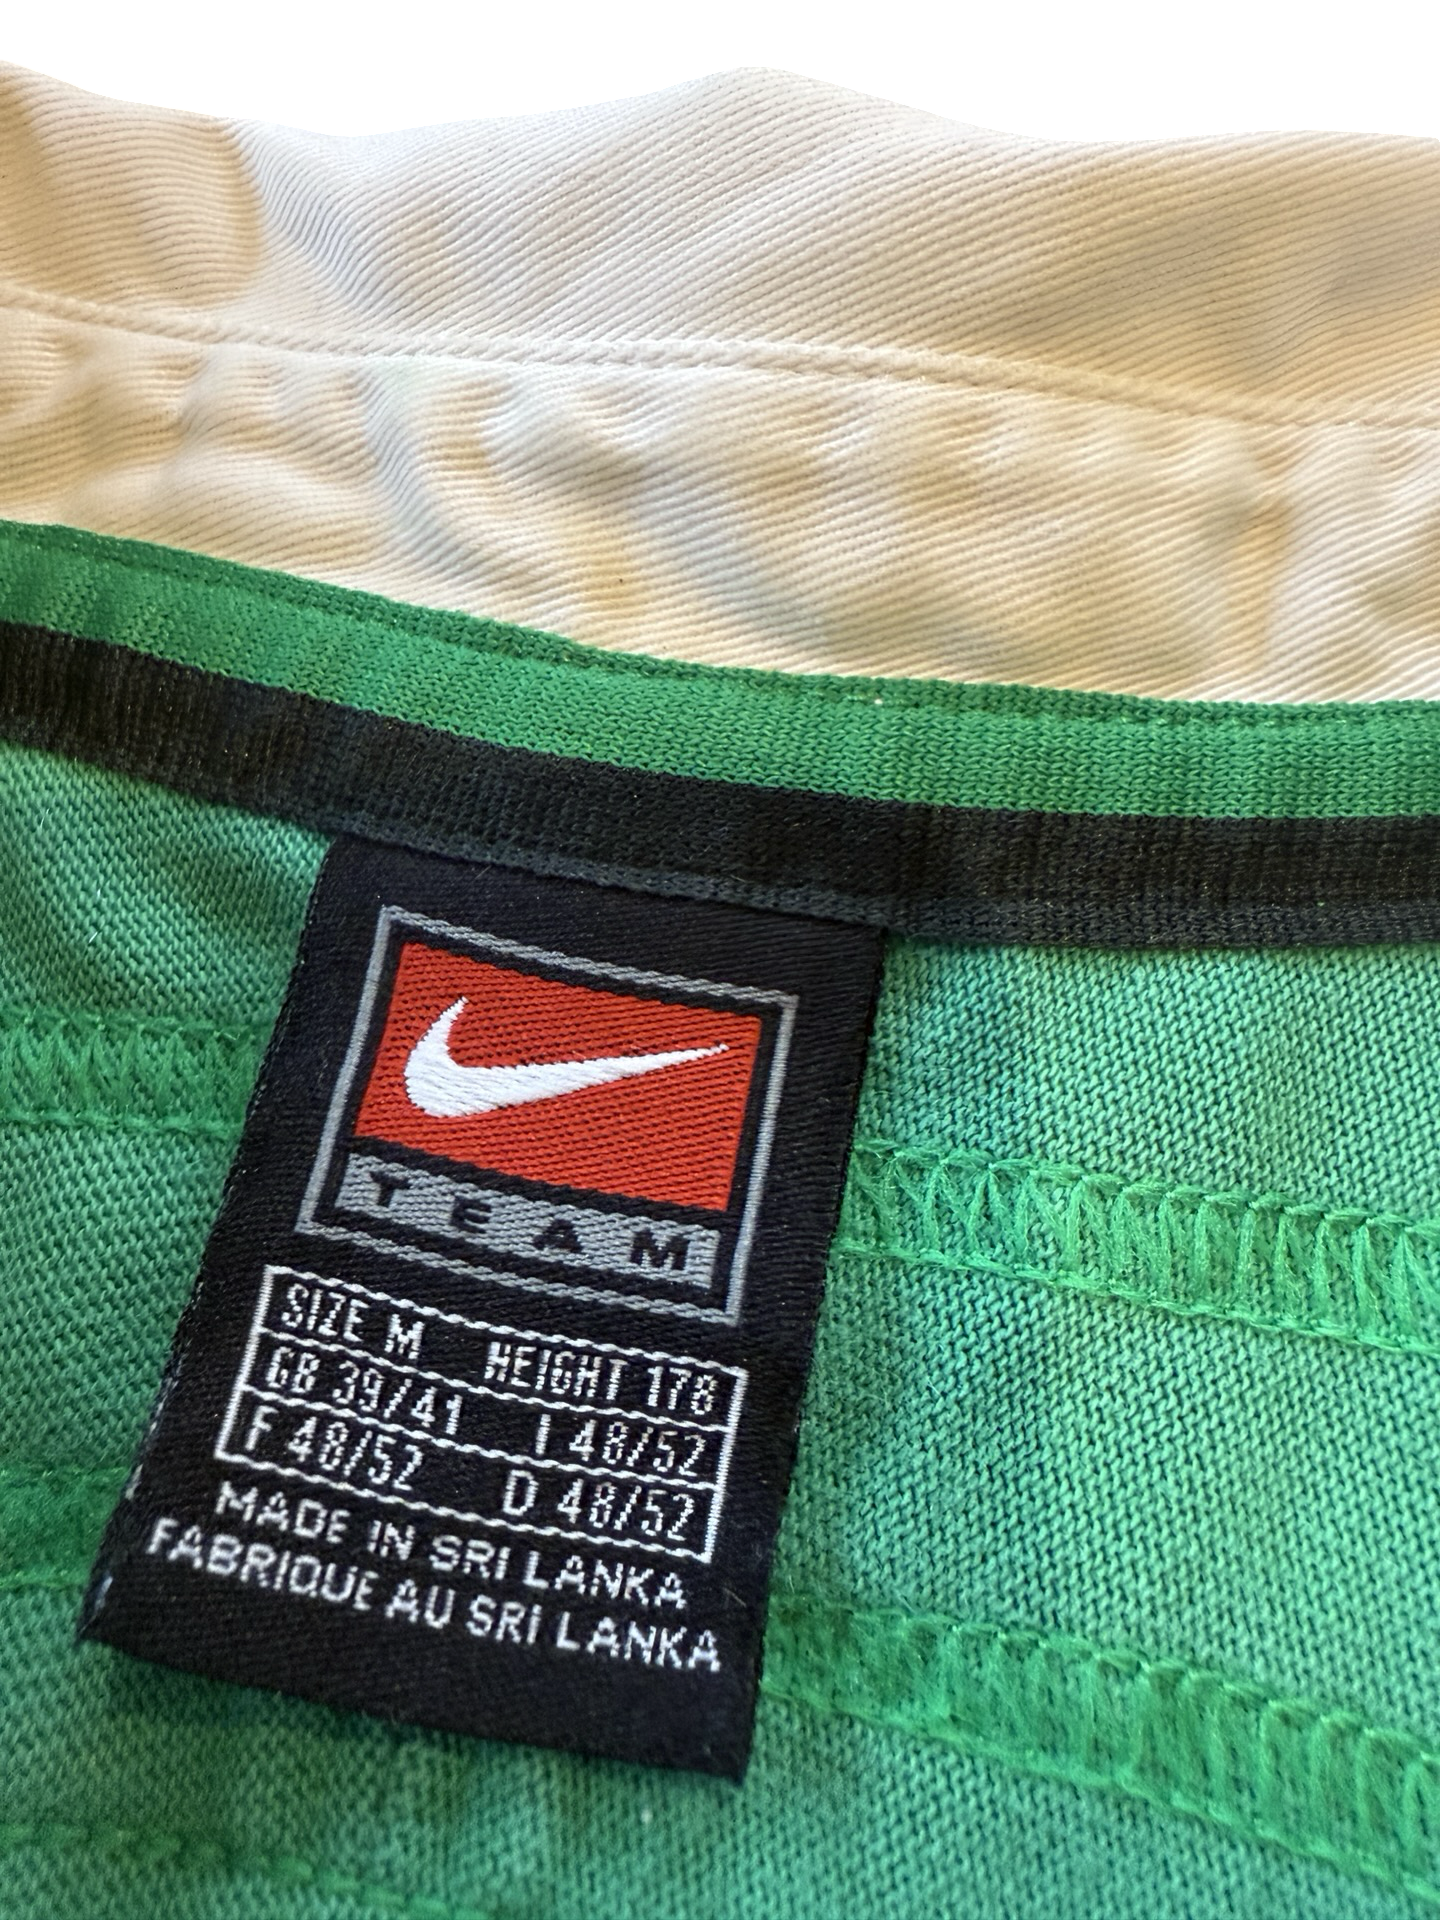 TEAM
SIZE M HEIGHT 178
GB 39/41 I 48/52
F 48/52 D 48/52
MADE IN SRI LANKA
FABRIQUE AU SRI LANKA